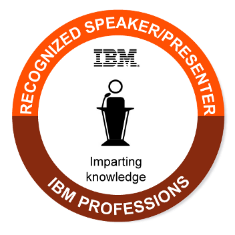 RECOGNIZED SPEAKER/PRESENTER
IBM.
Imparting
knowledge
IBM PROFESSIONS